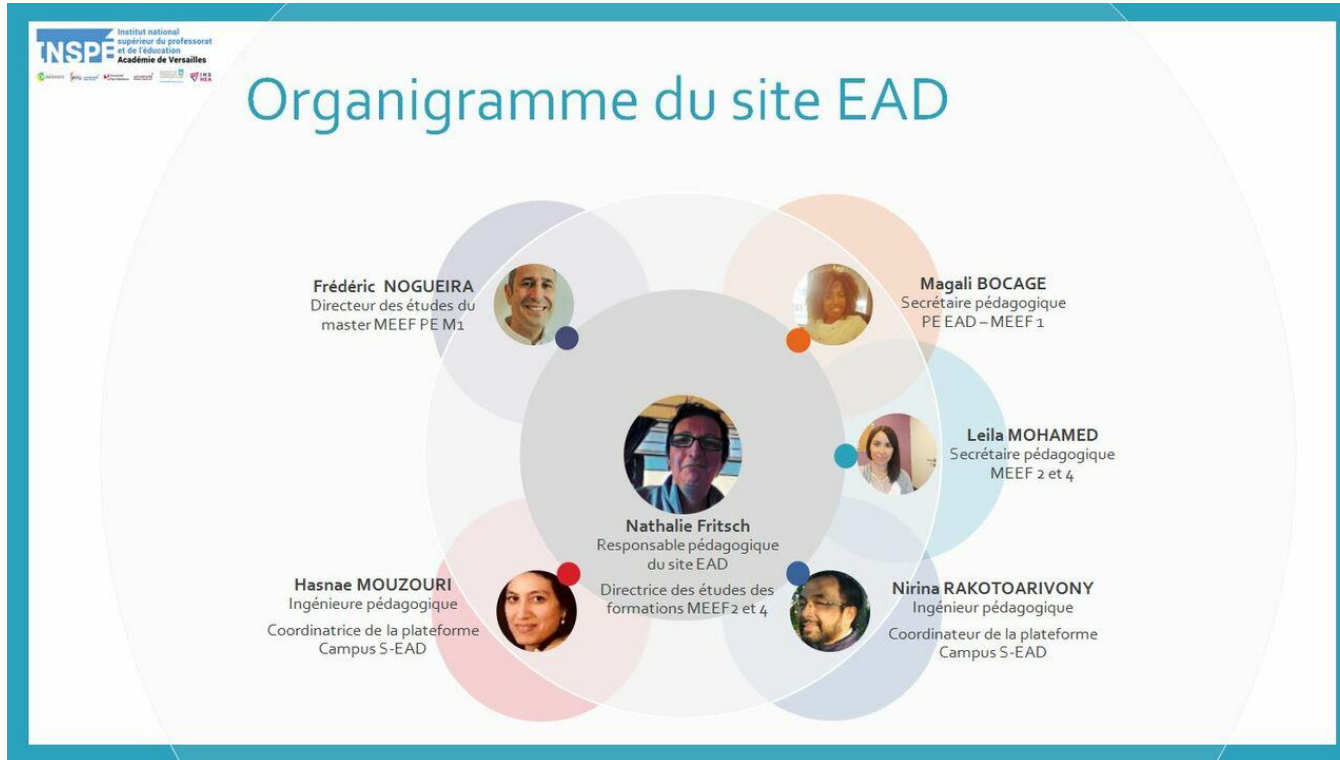 INSPÉ
Institut national
supérieur du professorat
et de l'éducation
Académie de Versailles
Organigramme du site EAD
Frédéric NOGUEIRA
Directeur des études du
master MEEF PE M1
Magali BOCAGE
Secrétaire pédagogique
PE EAD – MEEF 1
Leila MOHAMED
Secrétaire pédagogique
MEEF 2 et 4
Nathalie Fritsch
Responsable pédagogique
du site EAD
Directrice des études des
formations MEEF2 et 4
Hasnae MOUZOURI
Ingénieure pédagogique
Coordinatrice de la plateforme
Campus S-EAD
Nirina RAKOTOARIVONY
Ingénieur pédagogique
Coordinateur de la plateforme
Campus S-EAD